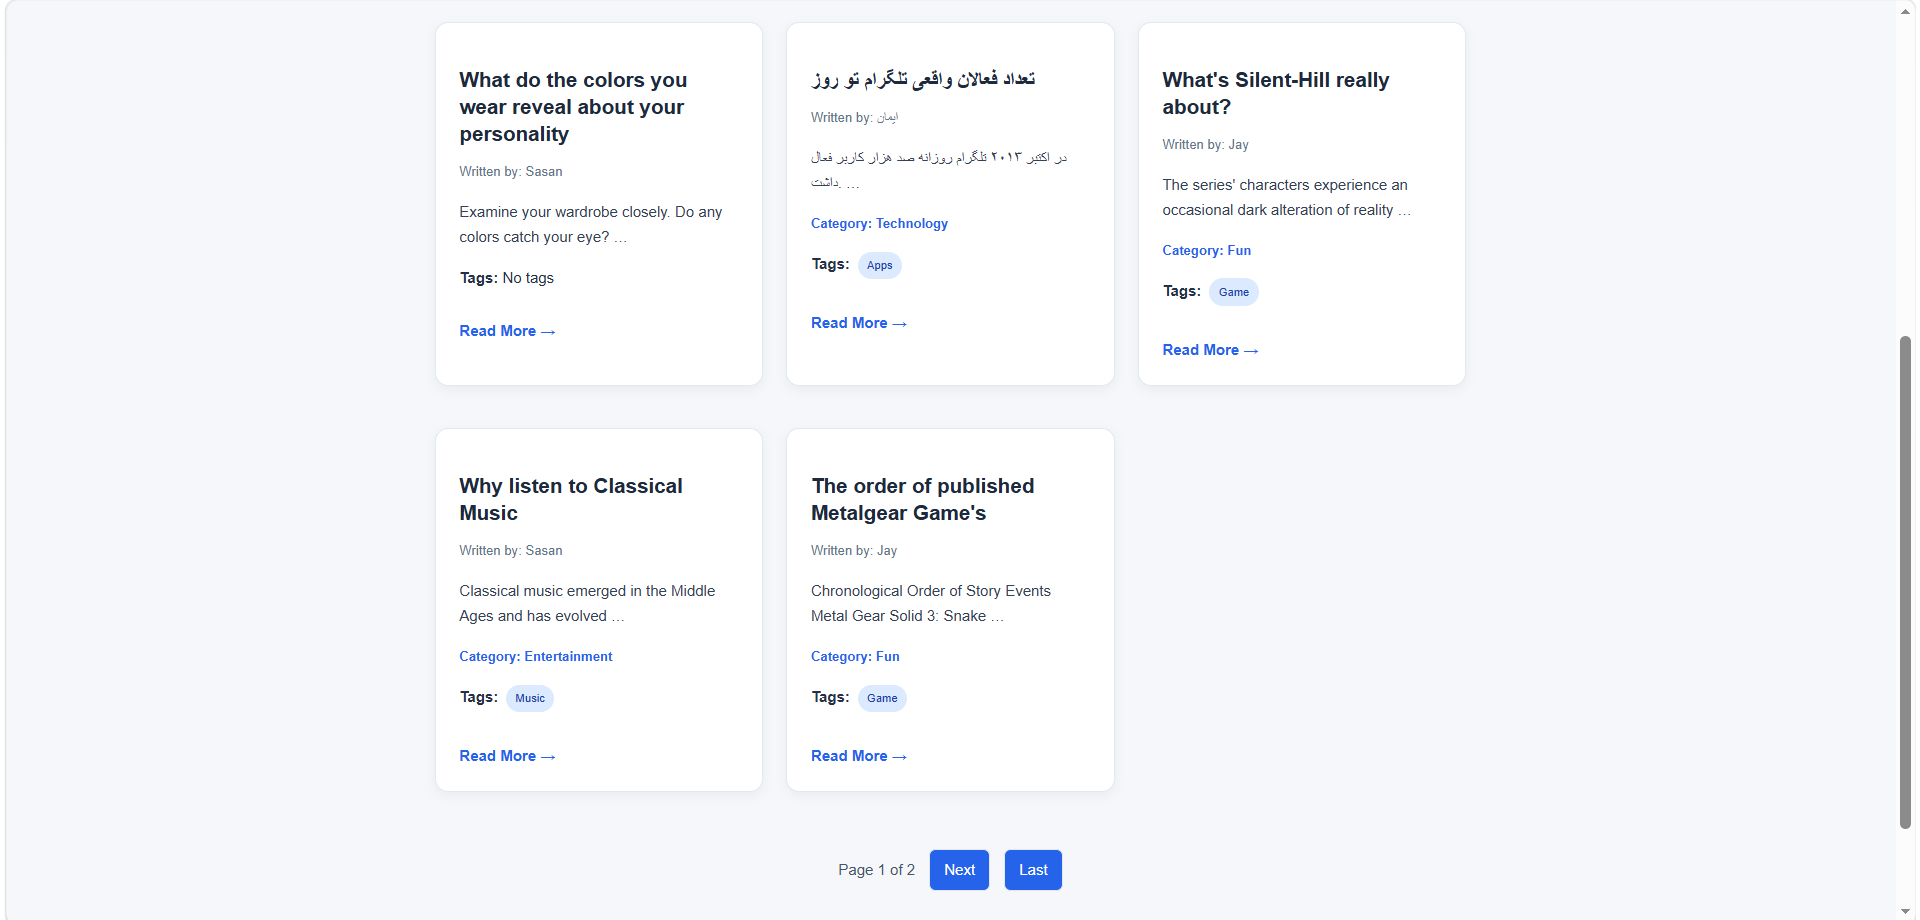 What do the colors you
wear reveal about your
personality
Written by: Sasan
Examine your wardrobe closely. Do any
colors catch your eye? …
Tags: No tags
Read More →
تعداد فعالان واقعی تلگرام تو روز
Written by: ایمان
در اکتبر ۲۰۱۳ تلگرام روزانه صد هزار کاربر فعال
داشت. …
Category: Technology
Tags: Apps
Read More →
What's Silent-Hill really
about?
Written by: Jay
The series' characters experience an
occasional dark alteration of reality …
Category: Fun
Tags: Game
Read More →
Why listen to Classical
Music
Written by: Sasan
Classical music emerged in the Middle
Ages and has evolved …
Category: Entertainment
Tags: Music
Read More →
The order of published
Metalgear Game's
Written by: Jay
Chronological Order of Story Events
Metal Gear Solid 3: Snake …
Category: Fun
Tags: Game
Read More →
Page 1 of 2 Next Last